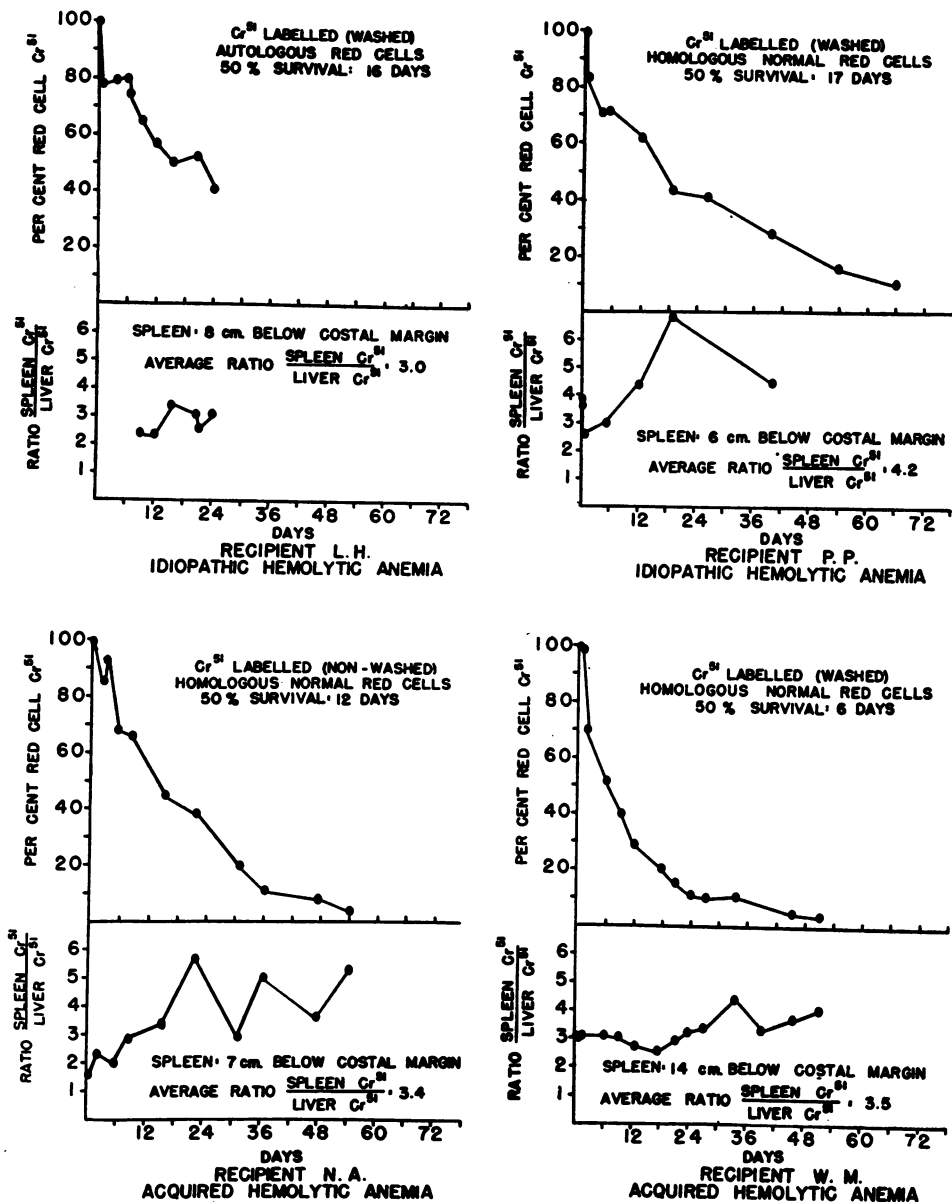 PER CENT RED CELL Cr⁵¹
100
80
60
40
20
Cr⁵¹ LABELLED (WASHED)
AUTOLOGOUS RED CELLS
50 % SURVIVAL: 16 DAYS
RATIO SPLEEN Cr⁵¹
LIVER Cr⁵¹
6
5
4
3
2
1
SPLEEN: 8 cm. BELOW COSTAL MARGIN
AVERAGE RATIO SPLEEN Cr⁵¹ : 3.0
LIVER Cr⁵¹
12 24 36 48 60 72
DAYS
RECIPIENT L.H.
IDIOPATHIC HEMOLYTIC ANEMIA
PER CENT RED CELL Cr⁵¹
100
80
60
40
20
Cr⁵¹ LABELLED (WASHED)
HOMOLOGOUS NORMAL RED CELLS
50 % SURVIVAL: 17 DAYS
RATIO SPLEEN Cr⁵¹
LIVER Cr⁵¹
6
5
4
3
2
1
SPLEEN: 6 cm. BELOW COSTAL MARGIN
AVERAGE RATIO SPLEEN Cr⁵¹ : 4.2
LIVER Cr⁵¹
12 24 36 48 60 72
DAYS
RECIPIENT P. P.
IDIOPATHIC HEMOLYTIC ANEMIA
PER CENT RED CELL Cr⁵¹
100
80
60
40
20
Cr⁵¹ LABELLED (NON-WASHED)
HOMOLOGOUS NORMAL RED CELLS
50 % SURVIVAL: 12 DAYS
RATIO SPLEEN Cr⁵¹
LIVER Cr⁵¹
6
5
4
3
2
1
SPLEEN: 7 cm. BELOW COSTAL MARGIN
AVERAGE RATIO SPLEEN Cr⁵¹ : 3.4
LIVER Cr⁵¹
12 24 36 48 60 72
DAYS
RECIPIENT N. A.
ACQUIRED HEMOLYTIC ANEMIA
PER CENT RED CELL Cr⁵¹
100
80
60
40
20
Cr⁵¹ LABELLED (WASHED)
HOMOLOGOUS NORMAL RED CELLS
50 % SURVIVAL: 6 DAYS
RATIO SPLEEN Cr⁵¹
LIVER Cr⁵¹
6
5
4
3
2
1
SPLEEN: 14 cm. BELOW COSTAL MARGIN
AVERAGE RATIO SPLEEN Cr⁵¹ : 3.5
LIVER Cr⁵¹
12 24 36 48 60 72
DAYS
RECIPIENT W. M.
ACQUIRED HEMOLYTIC ANEMIA